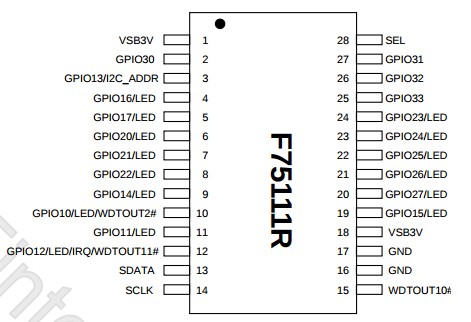 VSB3V 1 28 SEL
GPIO30 2 27 GPIO31
GPIO13/I2C_ADDR 3 26 GPIO32
GPIO16/LED 4 25 GPIO33
GPIO17/LED 5 24 GPIO23/LED
GPIO20/LED 6 23 GPIO24/LED
GPIO21/LED 7 22 GPIO25/LED
GPIO22/LED 8 21 GPIO26/LED
GPIO14/LED 9 20 GPIO27/LED
GPIO10/LED/WDTOUT2# 10 19 GPIO15/LED
GPIO11/LED 11 18 VSB3V
GPIO12/LED/IRQ/WDTOUT11# 12 17 GND
SDATA 13 16 GND
SCLK 14 15 WDTOUT10#
F75111R